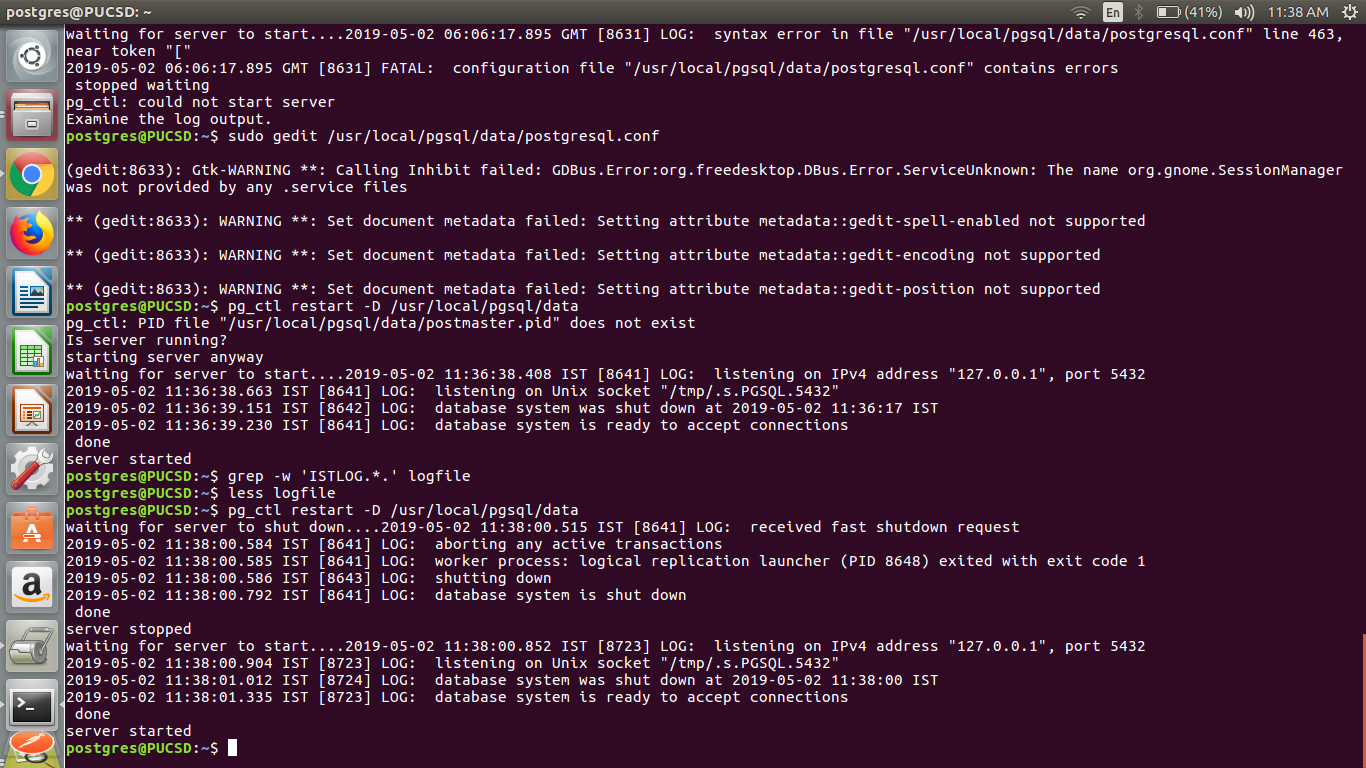 postgres@PUCSD: ~
En
(41%)
11:38 AM
waiting for server to start....2019-05-02 06:06:17.895 GMT [8631] LOG:  syntax error in file "/usr/local/pgsql/data/postgresql.conf" line 463,
near token "["
2019-05-02 06:06:17.895 GMT [8631] FATAL:  configuration file "/usr/local/pgsql/data/postgresql.conf" contains errors
 stopped waiting
pg_ctl: could not start server
Examine the log output.
postgres@PUCSD:~$ sudo gedit /usr/local/pgsql/data/postgresql.conf
(gedit:8633): Gtk-WARNING **: Calling Inhibit failed: GDBus.Error:org.freedesktop.DBus.Error.ServiceUnknown: The name org.gnome.SessionManager
was not provided by any .service files
** (gedit:8633): WARNING **: Set document metadata failed: Setting attribute metadata::gedit-spell-enabled not supported
** (gedit:8633): WARNING **: Set document metadata failed: Setting attribute metadata::gedit-encoding not supported
** (gedit:8633): WARNING **: Set document metadata failed: Setting attribute metadata::gedit-position not supported
postgres@PUCSD:~$ pg_ctl restart -D /usr/local/pgsql/data
pg_ctl: PID file "/usr/local/pgsql/data/postmaster.pid" does not exist
Is server running?
starting server anyway
waiting for server to start....2019-05-02 11:36:38.408 IST [8641] LOG:  listening on IPv4 address "127.0.0.1", port 5432
2019-05-02 11:36:38.663 IST [8641] LOG:  listening on Unix socket "/tmp/.s.PGSQL.5432"
2019-05-02 11:36:39.151 IST [8642] LOG:  database system was shut down at 2019-05-02 11:36:17 IST
2019-05-02 11:36:39.230 IST [8641] LOG:  database system is ready to accept connections
 done
server started
postgres@PUCSD:~$ grep -w 'ISTLOG.*.' logfile
postgres@PUCSD:~$ less logfile
postgres@PUCSD:~$ pg_ctl restart -D /usr/local/pgsql/data
waiting for server to shut down....2019-05-02 11:38:00.515 IST [8641] LOG:  received fast shutdown request
2019-05-02 11:38:00.584 IST [8641] LOG:  aborting any active transactions
2019-05-02 11:38:00.585 IST [8641] LOG:  worker process: logical replication launcher (PID 8648) exited with exit code 1
2019-05-02 11:38:00.586 IST [8643] LOG:  shutting down
2019-05-02 11:38:00.792 IST [8641] LOG:  database system is shut down
 done
server stopped
waiting for server to start....2019-05-02 11:38:00.852 IST [8723] LOG:  listening on IPv4 address "127.0.0.1", port 5432
2019-05-02 11:38:00.904 IST [8723] LOG:  listening on Unix socket "/tmp/.s.PGSQL.5432"
2019-05-02 11:38:01.012 IST [8724] LOG:  database system was shut down at 2019-05-02 11:38:00 IST
2019-05-02 11:38:01.335 IST [8723] LOG:  database system is ready to accept connections
 done
server started
postgres@PUCSD:~$